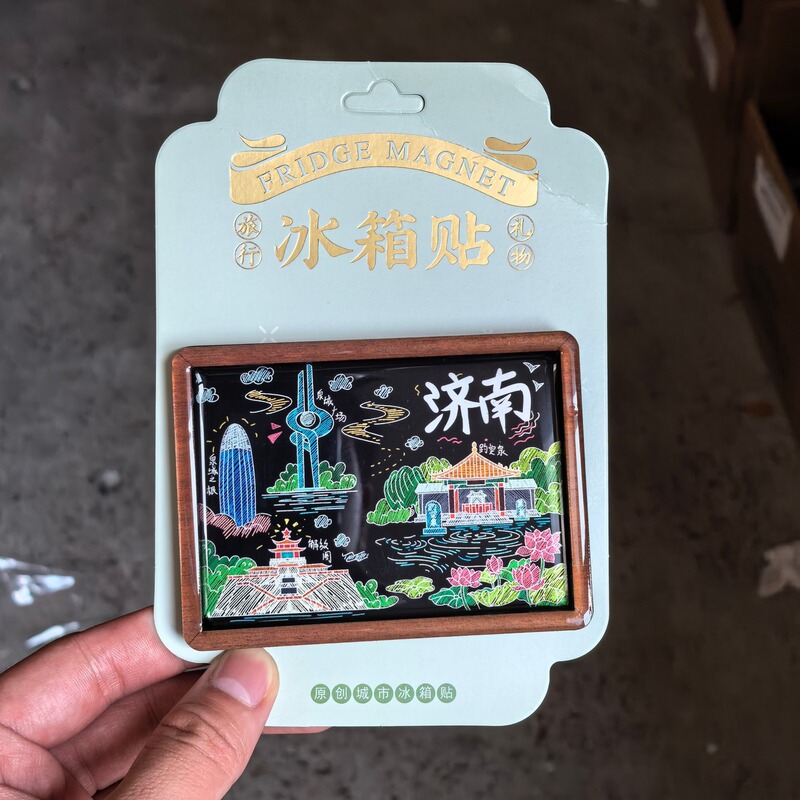 FRIDGE MAGNET
旅行
冰箱贴
礼物
济南
泉城广场
趵突泉
泉城之眼
解放阁
原创城市冰箱贴